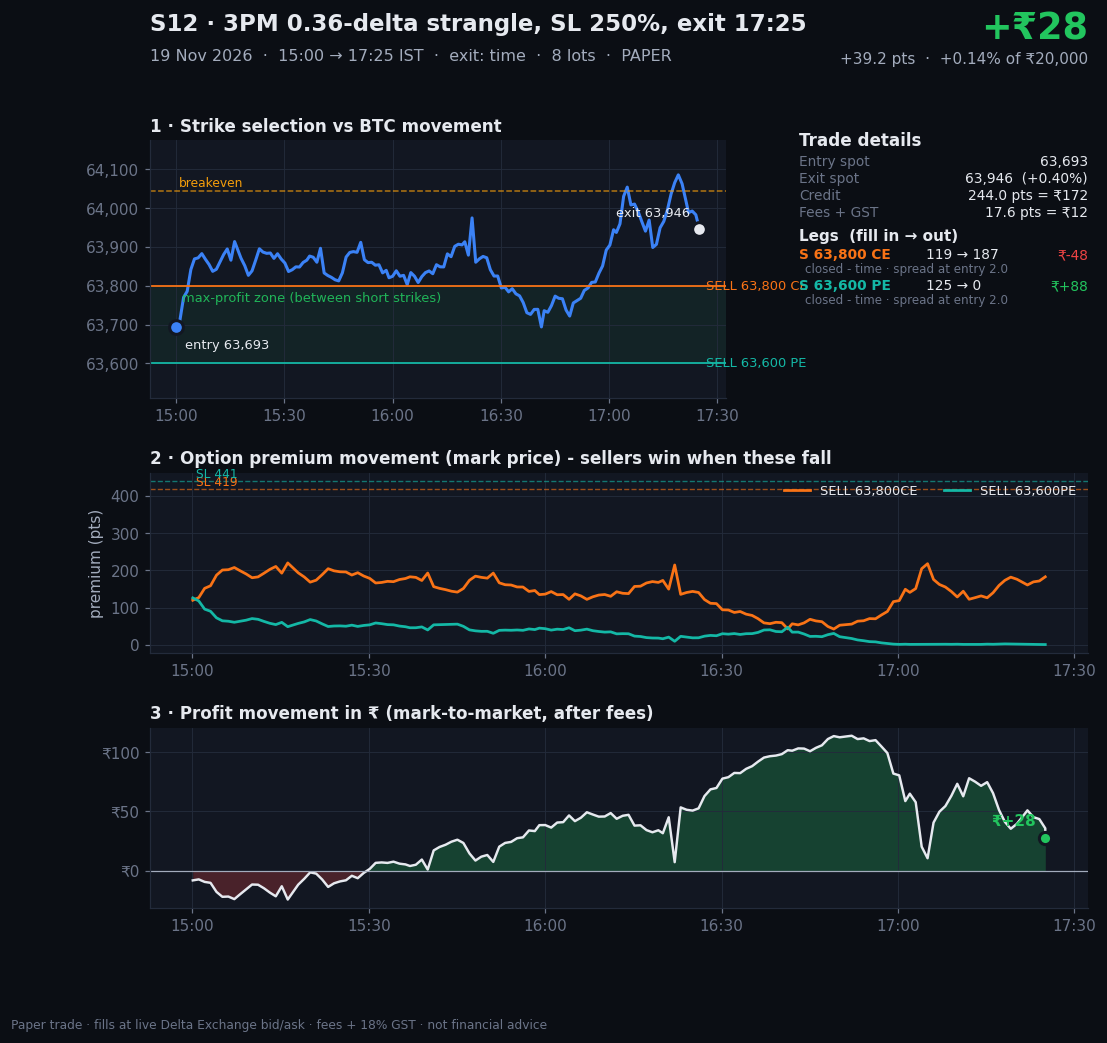 S12 · 3PM 0.36-delta strangle, SL 250%, exit 17:25
+₹28
19 Nov 2026 · 15:00 → 17:25 IST · exit: time · 8 lots · PAPER
+39.2 pts · +0.14% of ₹20,000
1 · Strike selection vs BTC movement
64,100
64,000
63,900
63,800
63,700
63,600
breakeven
exit 63,946
max-profit zone (between short strikes)
SELL 63,800 CE
entry 63,693
SELL 63,600 PE
15:00
15:30
16:00
16:30
17:00
17:30
Trade details
Entry spot 63,693
Exit spot 63,946 (+0.40%)
Credit 244.0 pts = ₹172
Fees + GST 17.6 pts = ₹12
Legs (fill in → out)
S 63,800 CE 119 → 187 ₹-48
closed - time · spread at entry 2.0
S 63,600 PE 125 → 0 ₹+88
closed - time · spread at entry 2.0
2 · Option premium movement (mark price) - sellers win when these fall
SL 441
SL 419
SELL 63,800CE
SELL 63,600PE
premium (pts)
400
300
200
100
0
15:00
15:30
16:00
16:30
17:00
17:30
3 · Profit movement in ₹ (mark-to-market, after fees)
₹100
₹50
₹0
₹+28
15:00
15:30
16:00
16:30
17:00
17:30
Paper trade · fills at live Delta Exchange bid/ask · fees + 18% GST · not financial advice